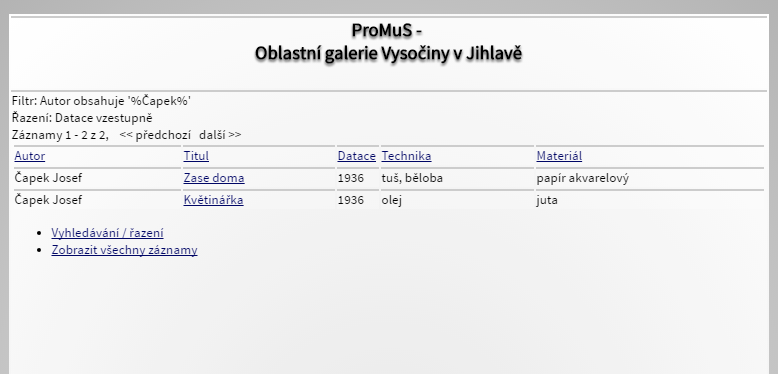 ProMuS -
Oblastní galerie Vysočiny v Jihlavě
Filtr: Autor obsahuje '%Čapek%'
Řazení: Datace vzestupně
Záznamy 1 - 2 z 2, << předchozí další >>
Autor Titul Datace Technika Materiál
Čapek Josef Zase doma 1936 tuš, běloba papír akvarelový
Čapek Josef Květinářka 1936 olej juta
Vyhledávání / řazení
Zobrazit všechny záznamy